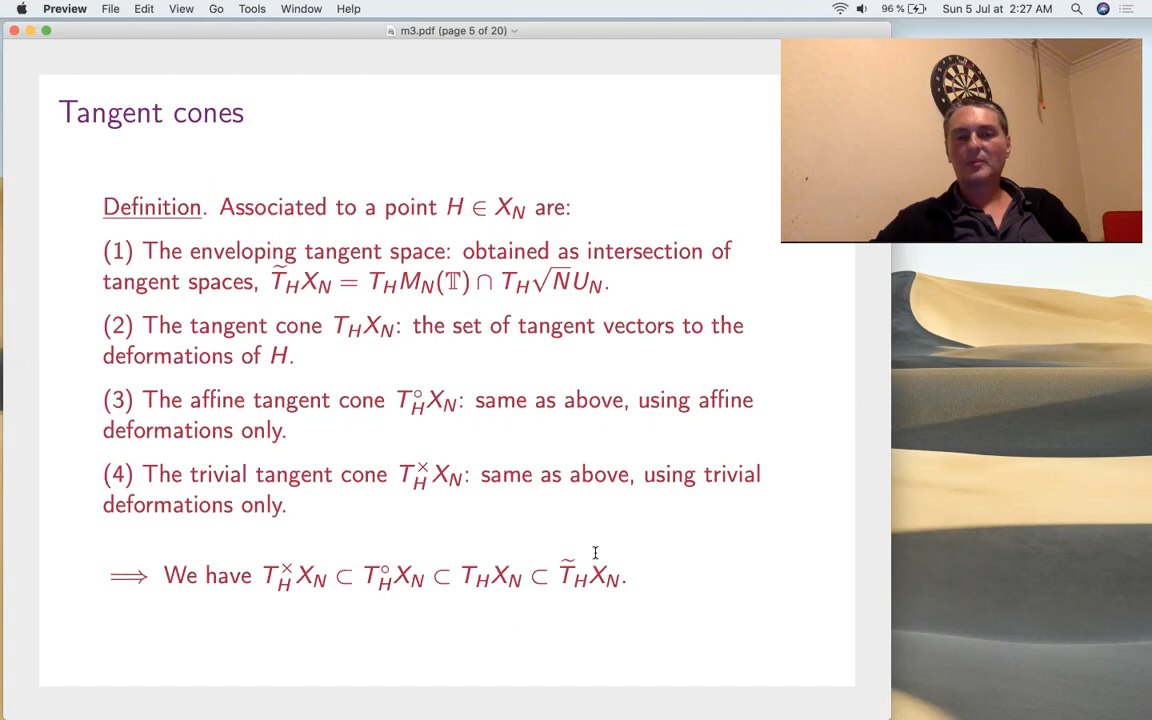 Preview File Edit View Go Tools Window Help 96 % Sun 5 Jul at 2:27 AM
m3.pdf (page 5 of 20)
Tangent cones
Definition. Associated to a point H ∈ X_N are:
(1) The enveloping tangent space: obtained as intersection of
tangent spaces, T̃_H X_N = T_H M_N(𝕋) ∩ T_H √N U_N.
(2) The tangent cone T_H X_N: the set of tangent vectors to the
deformations of H.
(3) The affine tangent cone T°_H X_N: same as above, using affine
deformations only.
(4) The trivial tangent cone T^×_H X_N: same as above, using trivial
deformations only.
⟹ We have T^×_H X_N ⊂ T°_H X_N ⊂ T_H X_N ⊂ T̃_H X_N.